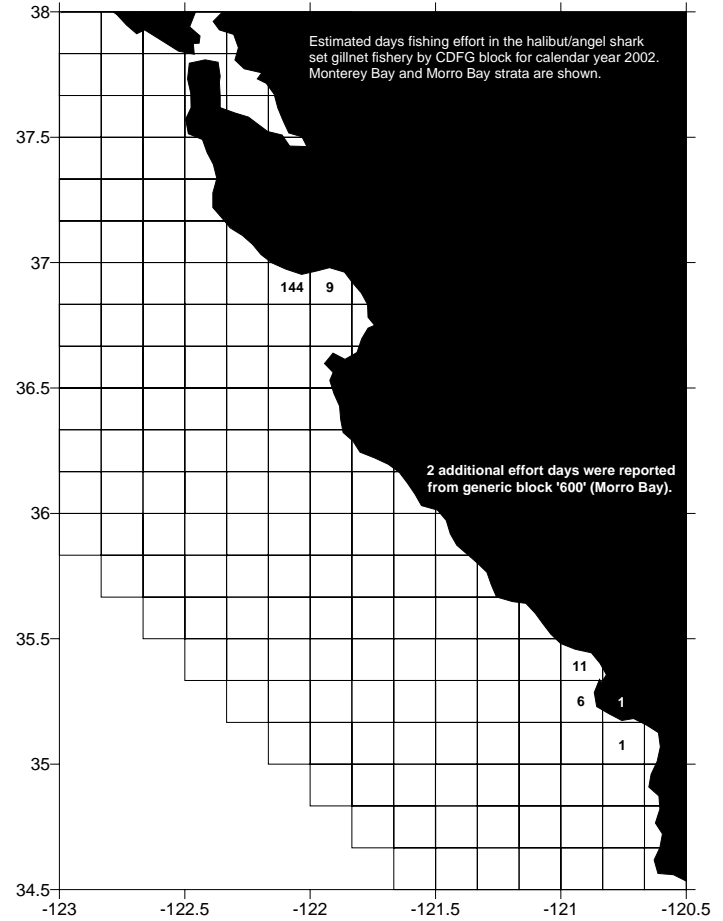 38
Estimated days fishing effort in the halibut/angel shark
set gillnet fishery by CDFG block for calendar year 2002.
Monterey Bay and Morro Bay strata are shown.
37.5
37
144 9
36.5
2 additional effort days were reported
from generic block '600' (Morro Bay).
36
35.5
11
6 1
1
35
34.5
-123 -122.5 -122 -121.5 -121 -120.5